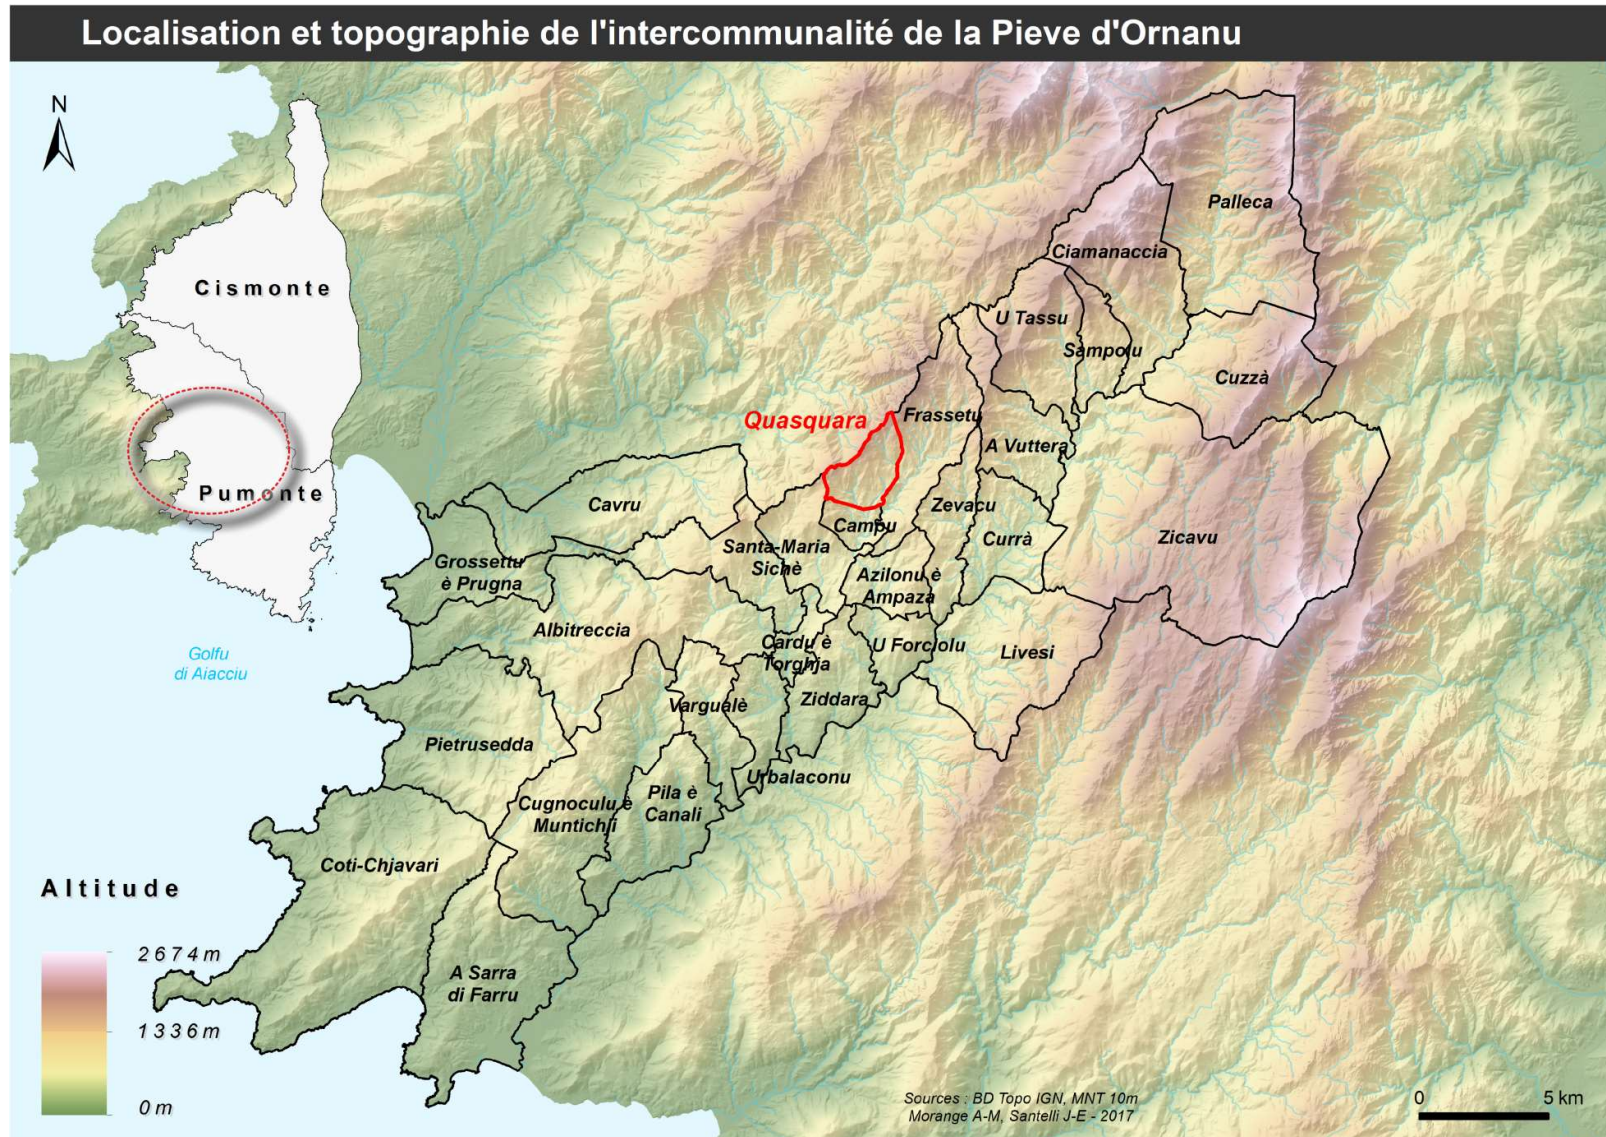 Localisation et topographie de l'intercommunalité de la Pieve d'Ornanu
N
Cismonte
Pumonte
Palleca
Ciamanaccia
U Tassu
Sampolu
Cuzzà
Quasquara
Frassetu
A Vuttera
Cavru
Zevacu
Campu
Currà
Zicavu
Santa-Maria
Sichè
Grossettu
è Prugna
Azilonu è
Ampaza
Albitreccia
Cardu è
Torghja
U Forciolu
Livesi
Golfu
di Aiacciu
Ziddara
Vargualè
Pietrusedda
Urbalaconu
Pila è
Canali
Cugnoculu è
Muntichji
Coti-Chjavari
A Sarra
di Farru
Altitude
2674m
1336m
0m
Sources : BD Topo IGN, MNT 10m
Morange A-M, Santelli J-E - 2017
0 5 km